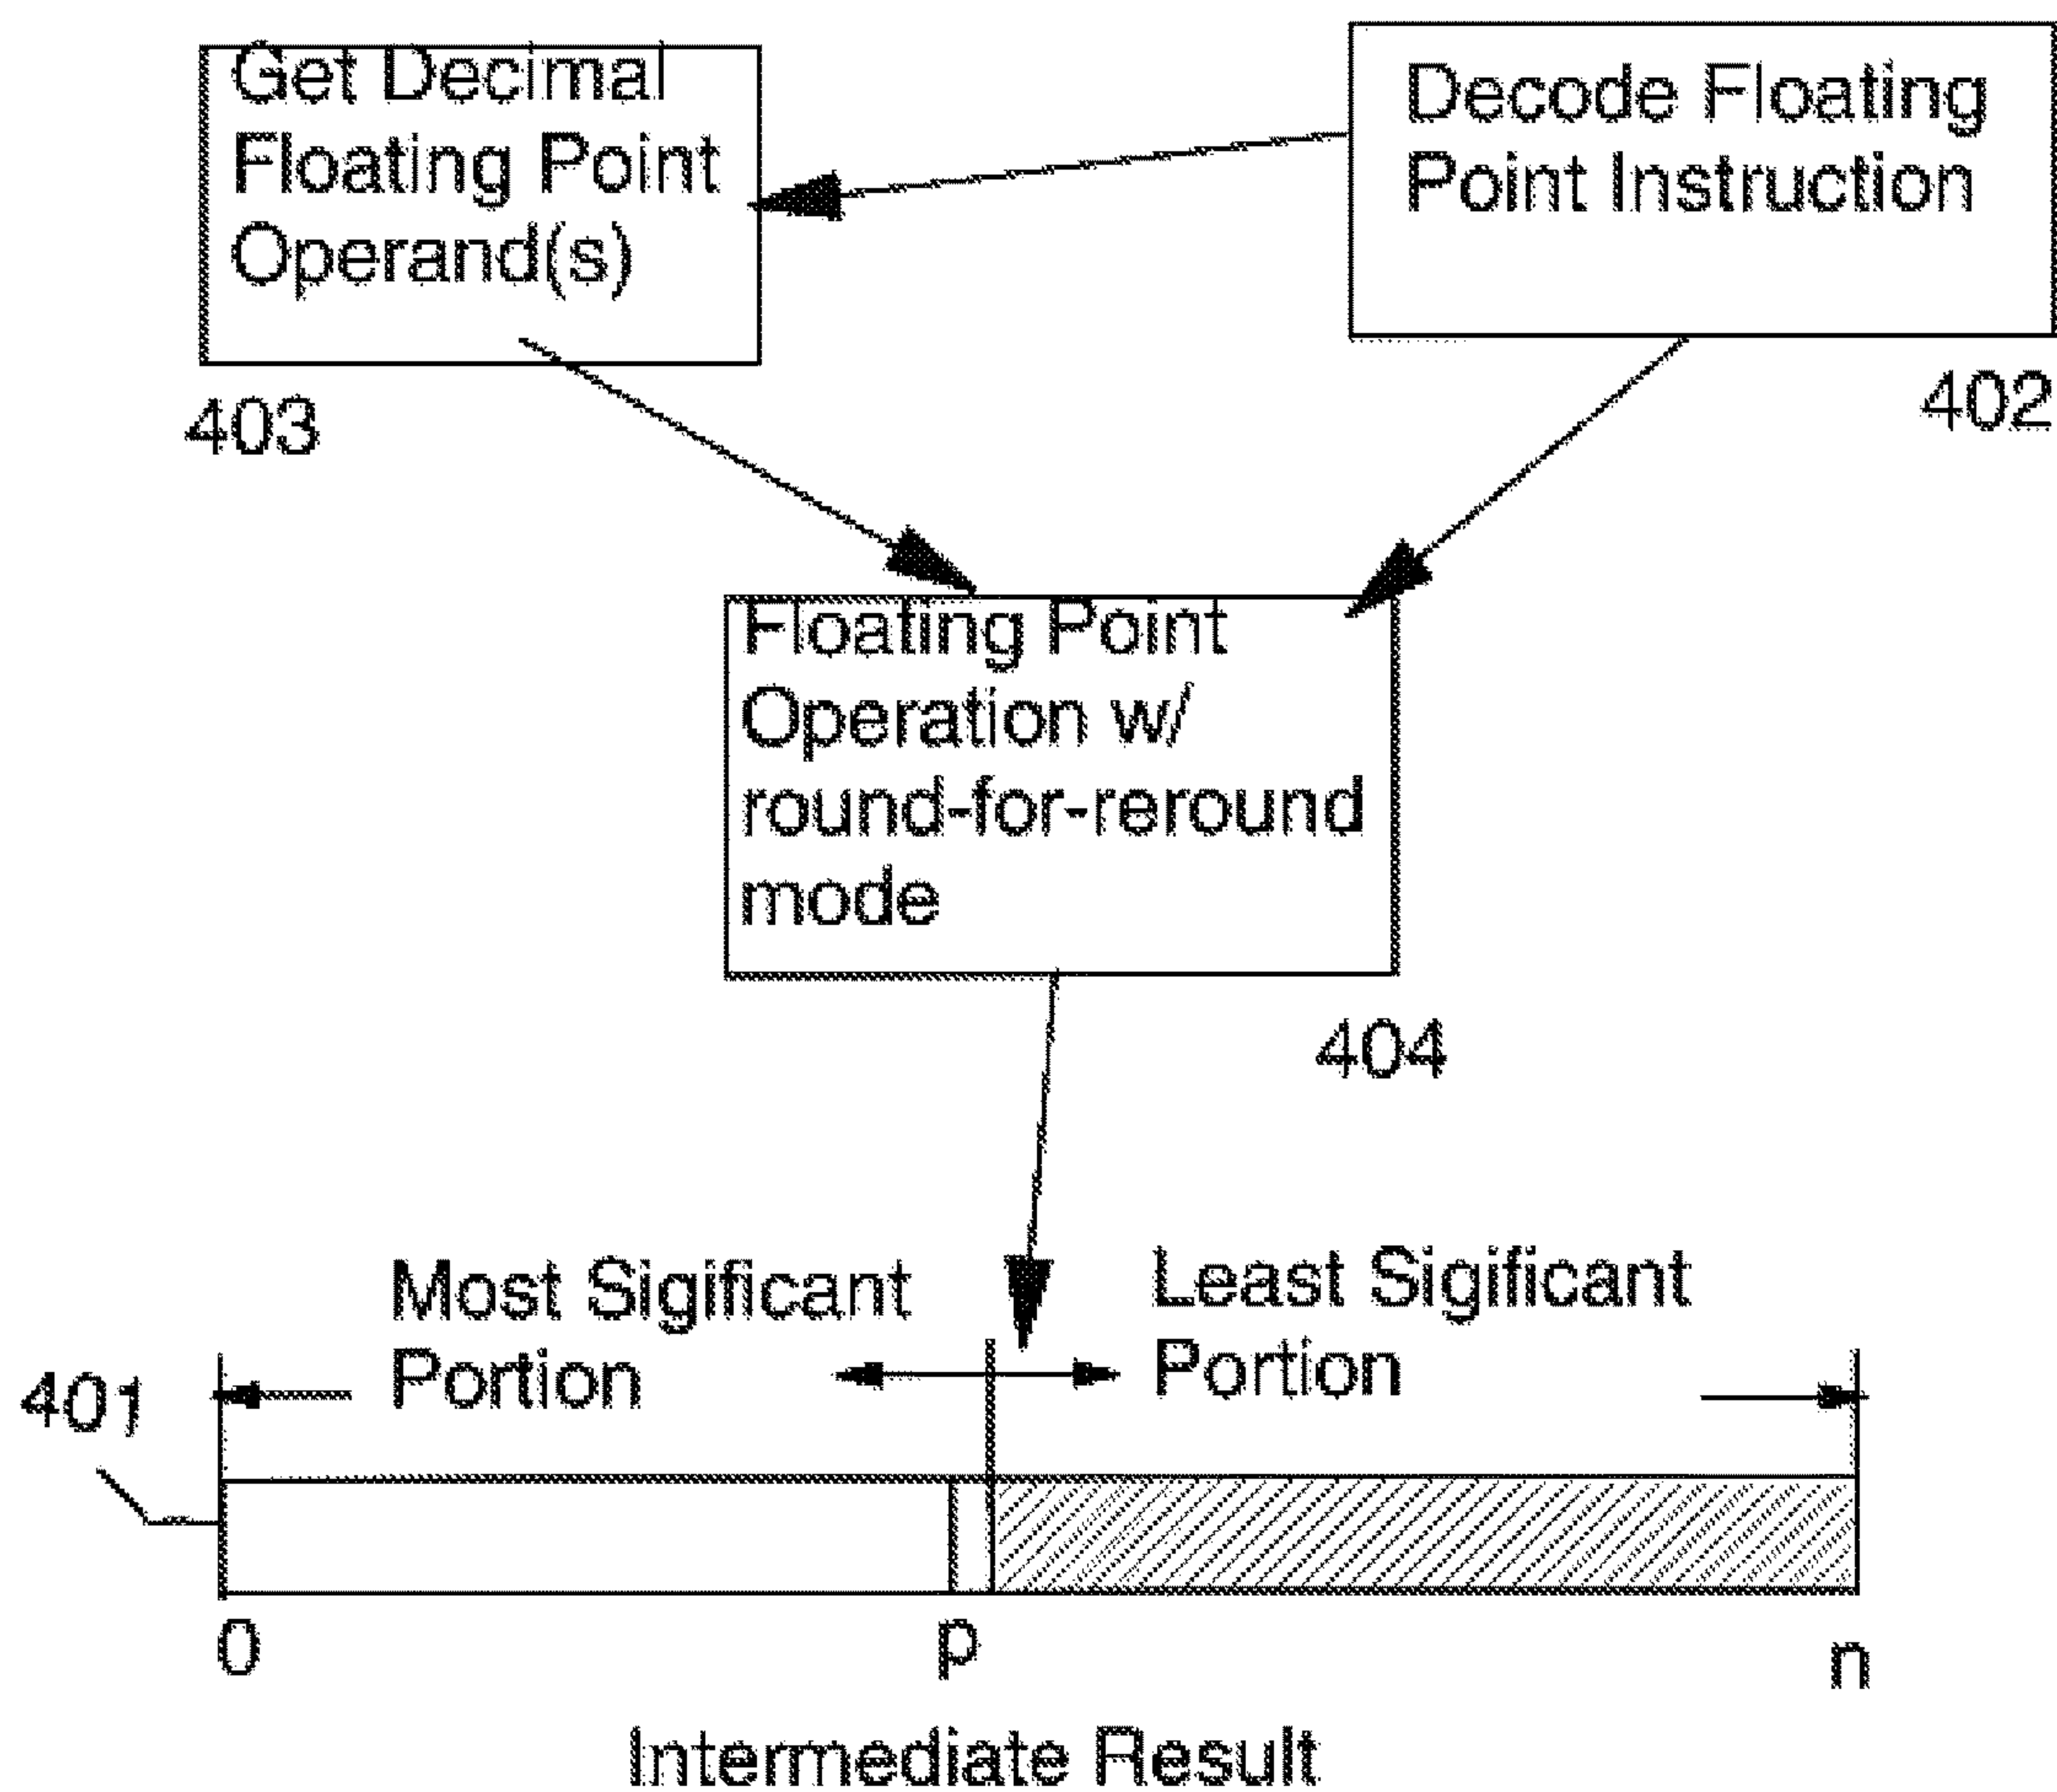 Get Decimal
Floating Point
Operand(s)
403
Decode Floating
Point Instruction
402
Floating Point
Operation w/
round-for-reround
mode
404
Most Sigificant
Portion
Least Sigificant
Portion
401
0
p
n
Intermediate Result